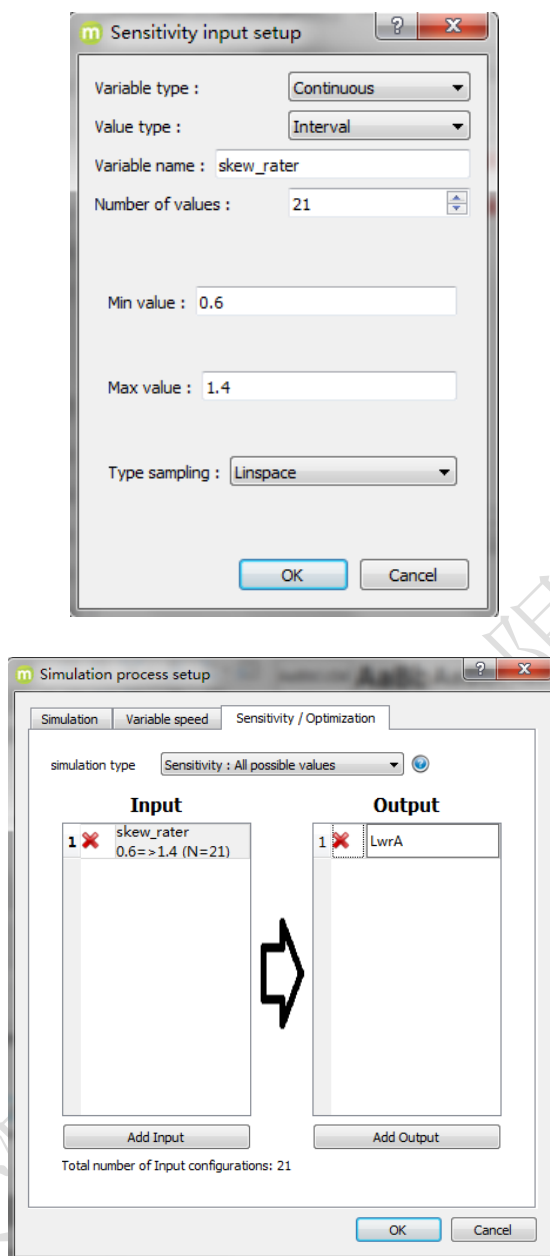 Sensitivity input setup
Variable type : Continuous
Value type : Interval
Variable name : skew_rater
Number of values : 21
Min value : 0.6
Max value : 1.4
Type sampling : Linspace
OK Cancel
Simulation process setup
Simulation Variable speed Sensitivity / Optimization
simulation type Sensitivity : All possible values
Input Output
1 skew_rater 1 LwrA
0.6=>1.4 (N=21)
Add Input Add Output
Total number of Input configurations: 21
OK Cancel